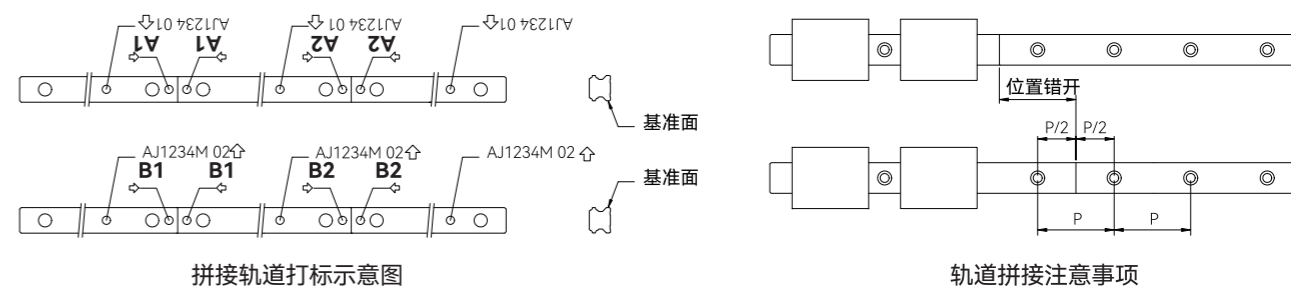 AJ1234 01
AJ1234 01
AJ1234 01
A1 A1 A2 A2
基准面
AJ1234M 02
AJ1234M 02
AJ1234M 02
B1 B1 B2 B2
基准面
拼接轨道打标示意图
位置错开
P/2 P/2
P P
轨道拼接注意事项